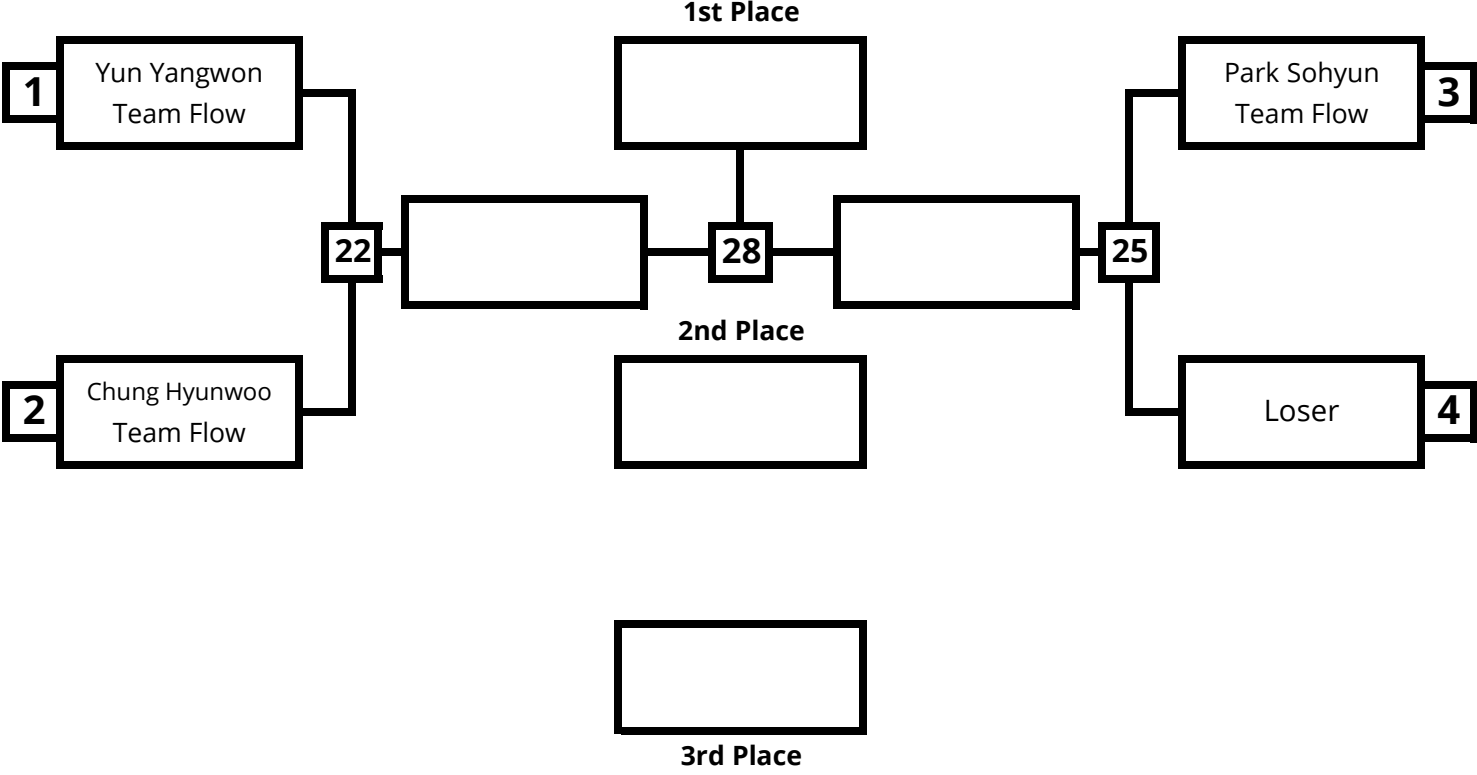 1st Place
1
Yun Yangwon
Team Flow
Park Sohyun
Team Flow
3
22
28
25
2nd Place
2
Chung Hyunwoo
Team Flow
Loser
4
3rd Place